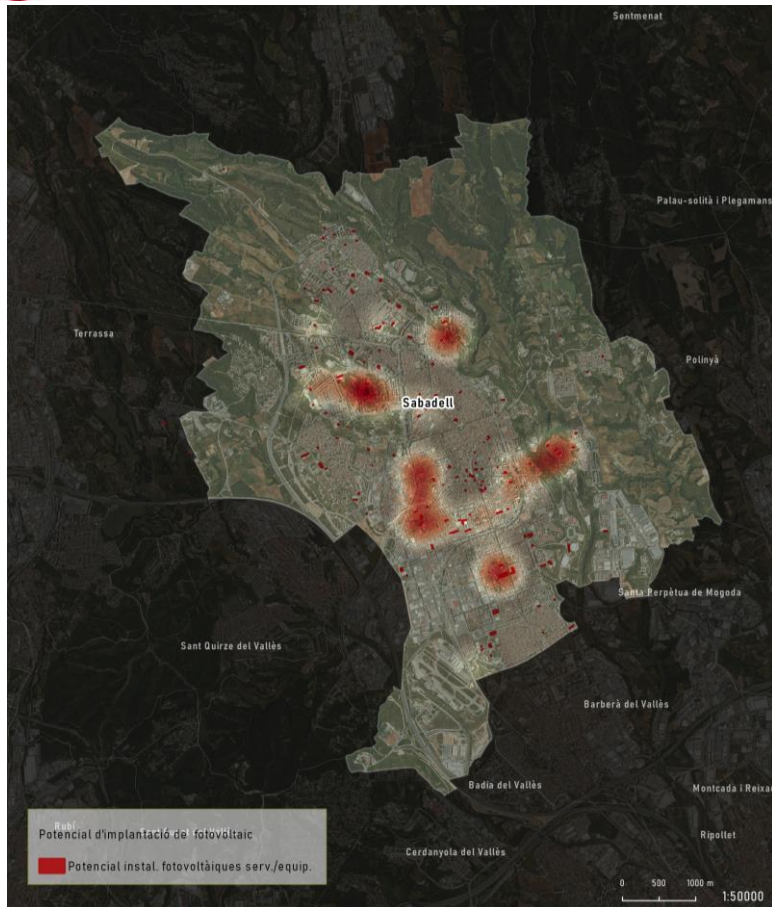 Sentmenat
Palau-solità i Plegamans
Terrassa
Polinyà
Sabadell
Santa Perpètua de Mogoda
Sant Quirze del Vallès
Barberà del Vallès
Badia del Vallès
Montcada i Reixac
Rubí
Potencial d'implantació de fotovoltaic
Ripollet
Potencial instal. fotovoltàiques serv./equip.
Cerdanyola del Vallès
0 500 1000 m
1:50000